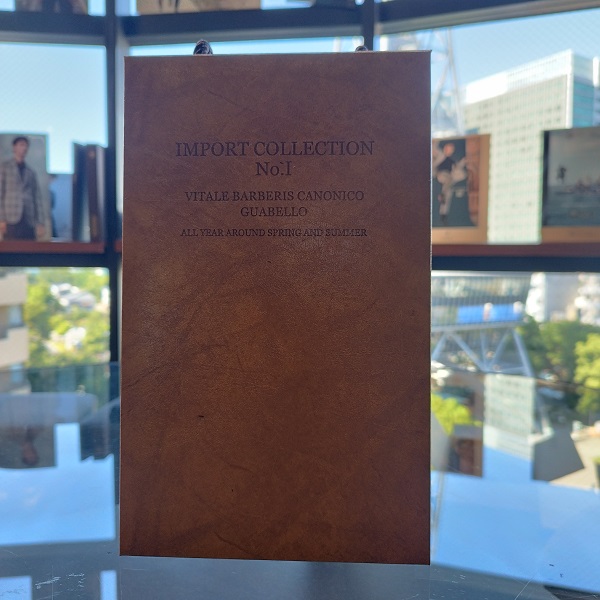 IMPORT COLLECTION
No:I
VITALE BARBERIS CANONICO
GUABELLO
ALL YEAR AROUND SPRING AND SUMMER